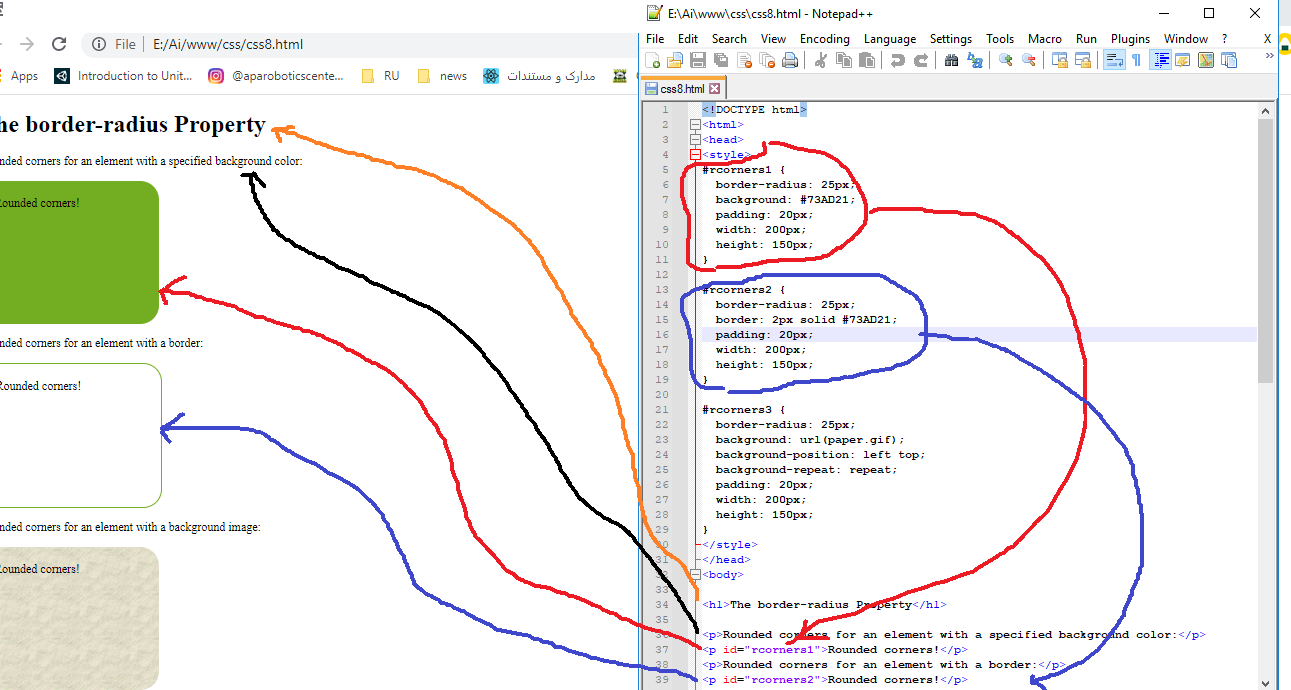 E:\Ai\www\css\css8.html - Notepad++
File Edit Search View Encoding Language Settings Tools Macro Run Plugins Window ? X
File E:/Ai/www/css/css8.html
Apps Introduction to Unit... @aparoboticscente... RU news مدارک و مستندات
he border-radius Property
nded corners for an element with a specified background color:
Rounded corners!
nded corners for an element with a border:
Rounded corners!
nded corners for an element with a background image:
Rounded corners!
css8.html
1 <!DOCTYPE html>
2 <html>
3 <head>
4 <style>
5 #rcorners1 {
6 border-radius: 25px;
7 background: #73AD21;
8 padding: 20px;
9 width: 200px;
10 height: 150px;
11 }
12
13 #rcorners2 {
14 border-radius: 25px;
15 border: 2px solid #73AD21;
16 padding: 20px;
17 width: 200px;
18 height: 150px;
19 }
20
21 #rcorners3 {
22 border-radius: 25px;
23 background: url(paper.gif);
24 background-position: left top;
25 background-repeat: repeat;
26 padding: 20px;
27 width: 200px;
28 height: 150px;
29 }
30 </style>
31 </head>
32 <body>
33
34 <h1>The border-radius Property</h1>
35
36 <p>Rounded corners for an element with a specified background color:</p>
37 <p id="rcorners1">Rounded corners!</p>
38 <p>Rounded corners for an element with a border:</p>
39 <p id="rcorners2">Rounded corners!</p>